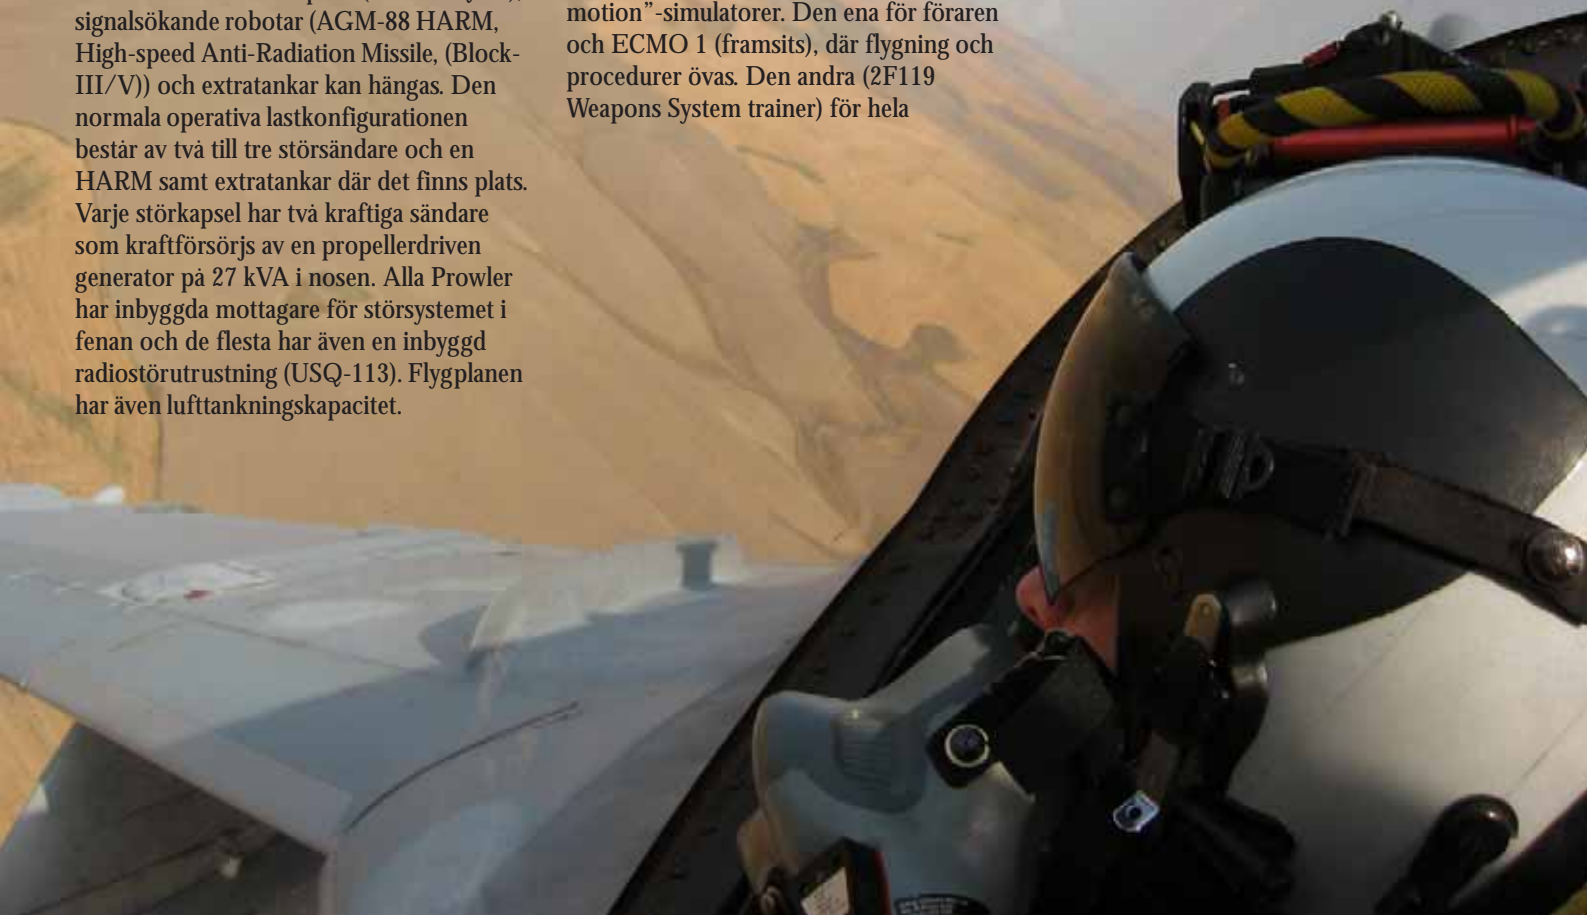 signalsökande robotar (AGM-88 HARM,
High-speed Anti-Radiation Missile, (Block-
III/V)) och extratankar kan hängas. Den
normala operativa lastkonfigurationen
består av två till tre störsändare och en
HARM samt extratankar där det finns plats.
Varje störkapsel har två kraftiga sändare
som kraftförsörjs av en propellerdriven
generator på 27 kVA i nosen. Alla Prowler
har inbyggda mottagare för störsystemet i
fenan och de flesta har även en inbyggd
radiostörutrustning (USQ-113). Flygplanen
har även lufttankningskapacitet.
motion”-simulatorer. Den ena för föraren
och ECMO 1 (framsits), där flygning och
procedurer övas. Den andra (2F119
Weapons System trainer) för hela